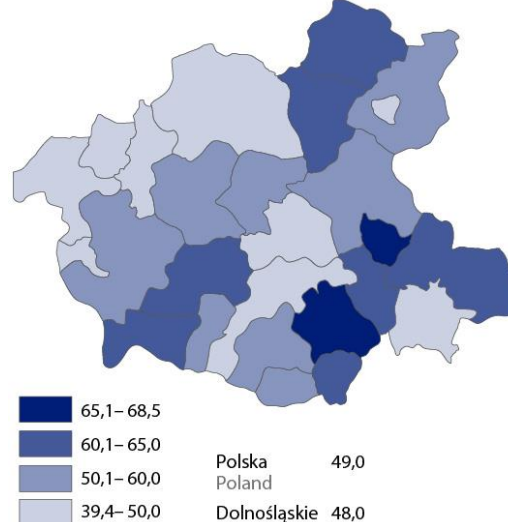 65,1– 68,5
60,1– 65,0
50,1– 60,0
39,4– 50,0
Polska 49,0
Poland
Dolnośląskie 48,0